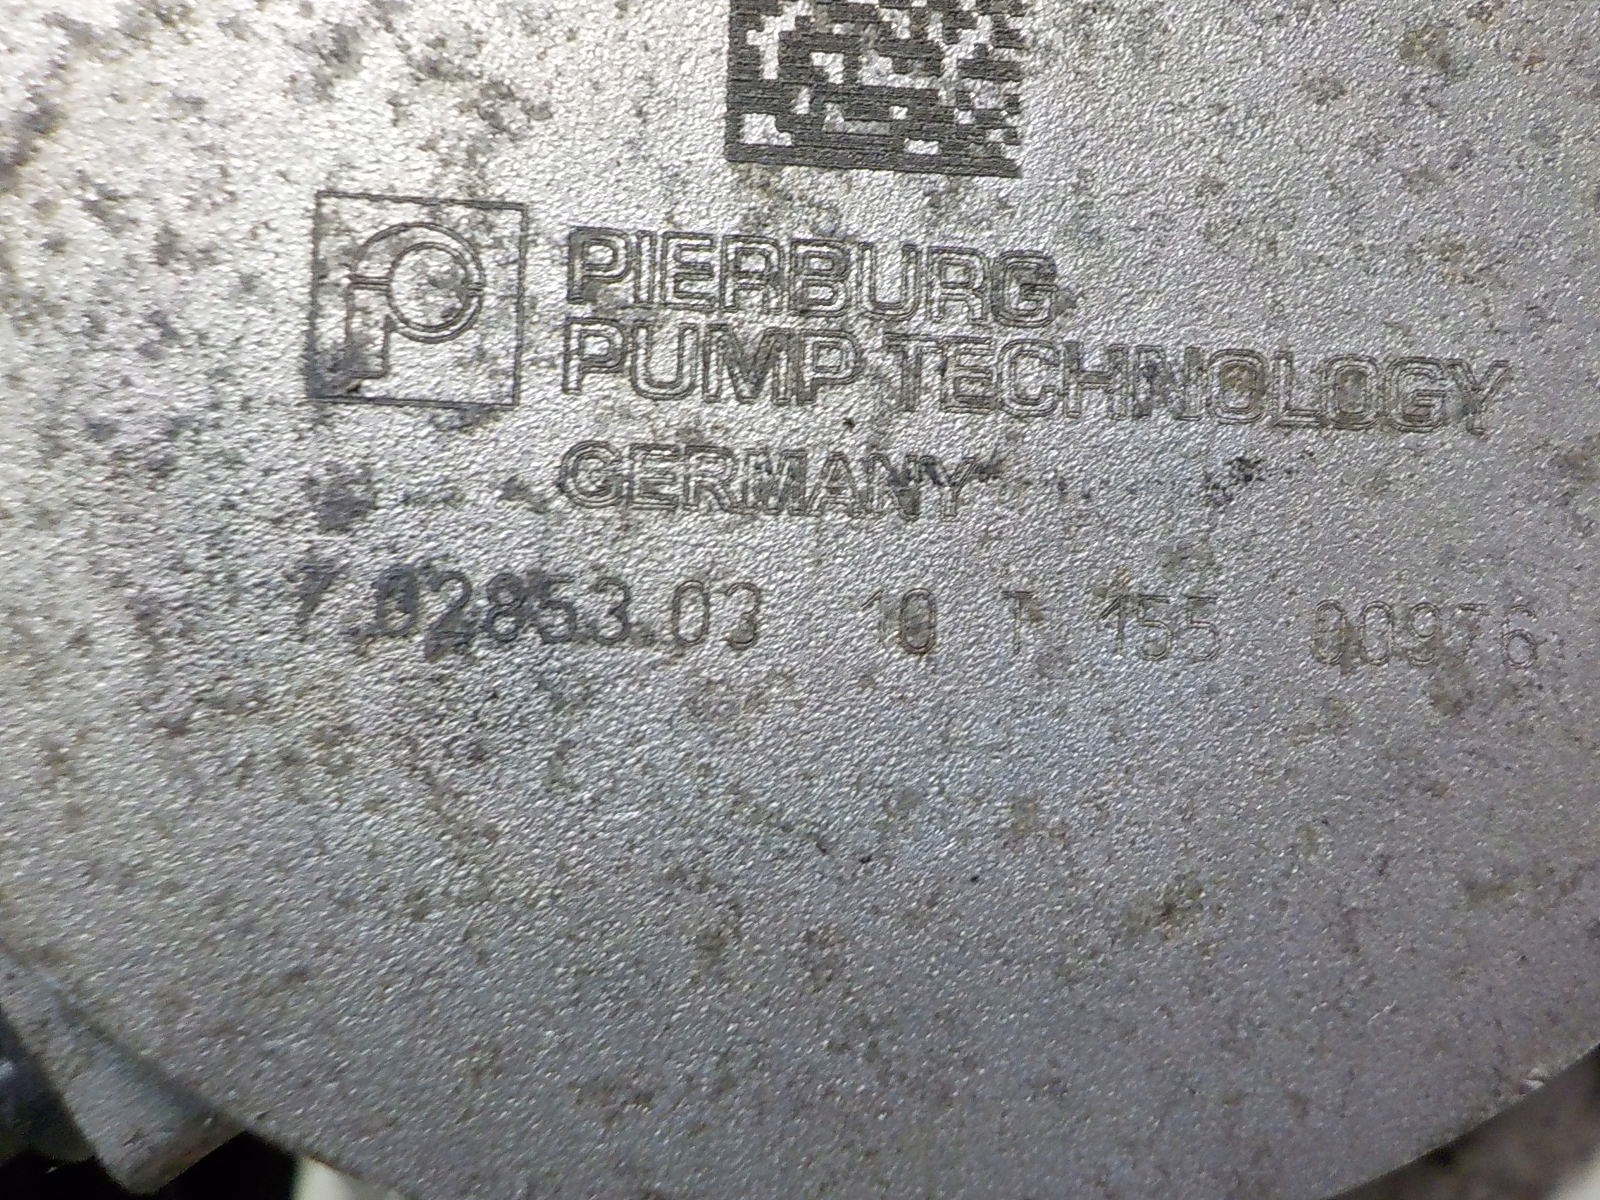 PIERBURG
PUMP TECHNOLOGY
GERMANY
7.02853.03 10 T 155 00976